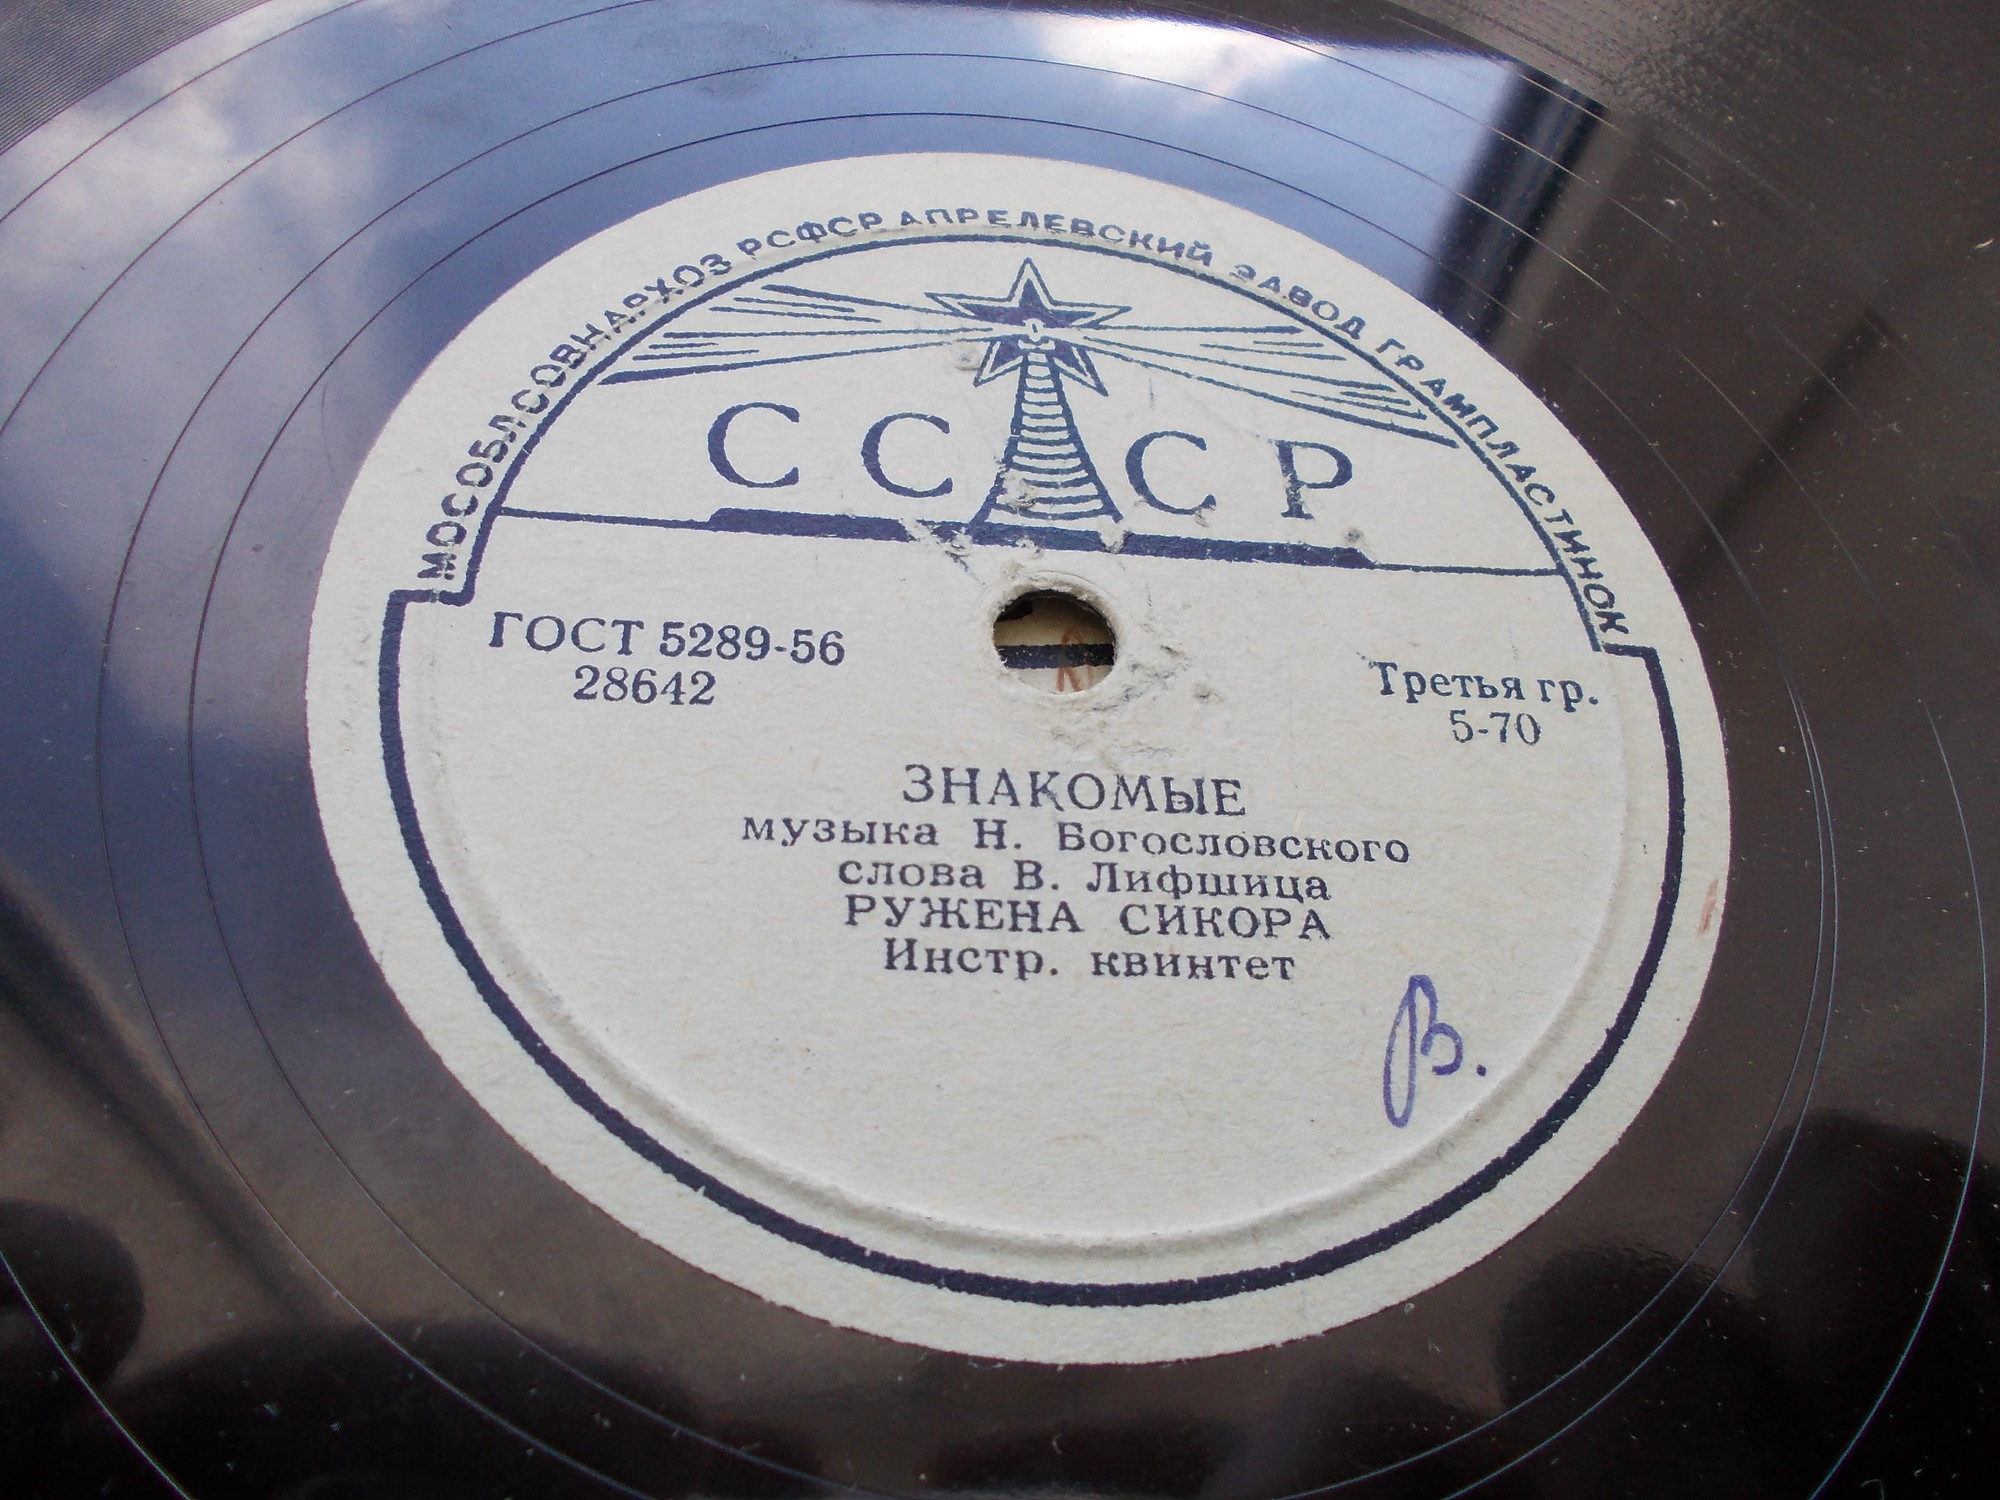 МОСОБЛСОВНАРХОЗ РСФСР АПРЕЛЕВСКИЙ ЗАВОД ГРАМПЛАСТИНОК
СССР
ГОСТ 5289-56
28642
Третья гр.
5-70
ЗНАКОМЫЕ
музыка Н. Богословского
слова В. Лифшица
РУЖЕНА СИКОРА
Инстр. квинтет
В.